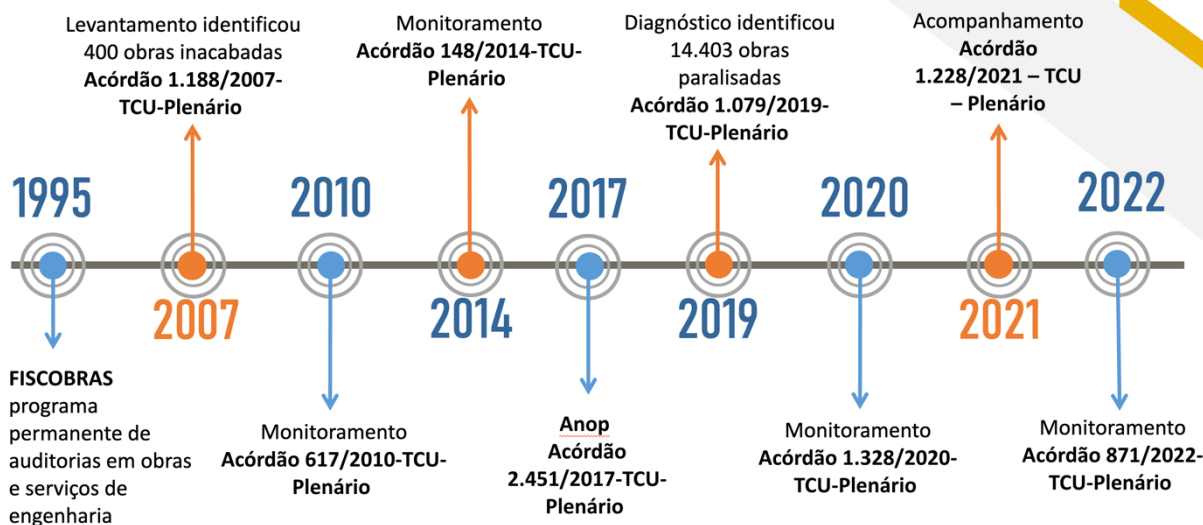 Levantamento identificou
400 obras inacabadas
Acórdão 1.188/2007-
TCU-Plenário
Monitoramento
Acórdão 148/2014-TCU-
Plenário
Diagnóstico identificou
14.403 obras
paralisadas
Acórdão 1.079/2019-
TCU-Plenário
Acompanhamento
Acórdão
1.228/2021 – TCU
– Plenário
1995
2010
2017
2020
2022
2007
2014
2019
2021
FISCOBRAS
programa
permanente de
auditorias em obras
e serviços de
engenharia
Monitoramento
Acórdão 617/2010-TCU-
Plenário
Anop
Acórdão
2.451/2017-TCU-
Plenário
Monitoramento
Acórdão 1.328/2020-
TCU-Plenário
Monitoramento
Acórdão 871/2022-
TCU-Plenário